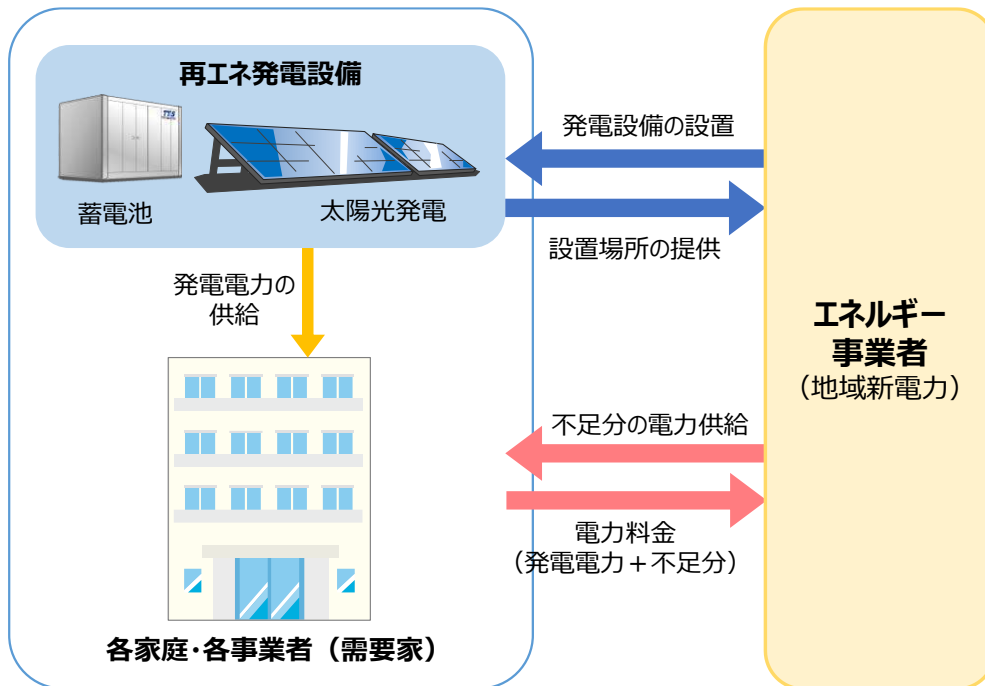 再エネ発電設備
蓄電池
太陽光発電
発電設備の設置
設置場所の提供
発電電力の
供給
エネルギー
事業者
（地域新電力）
不足分の電力供給
電力料金
（発電電力＋不足分）
各家庭・各事業者（需要家）